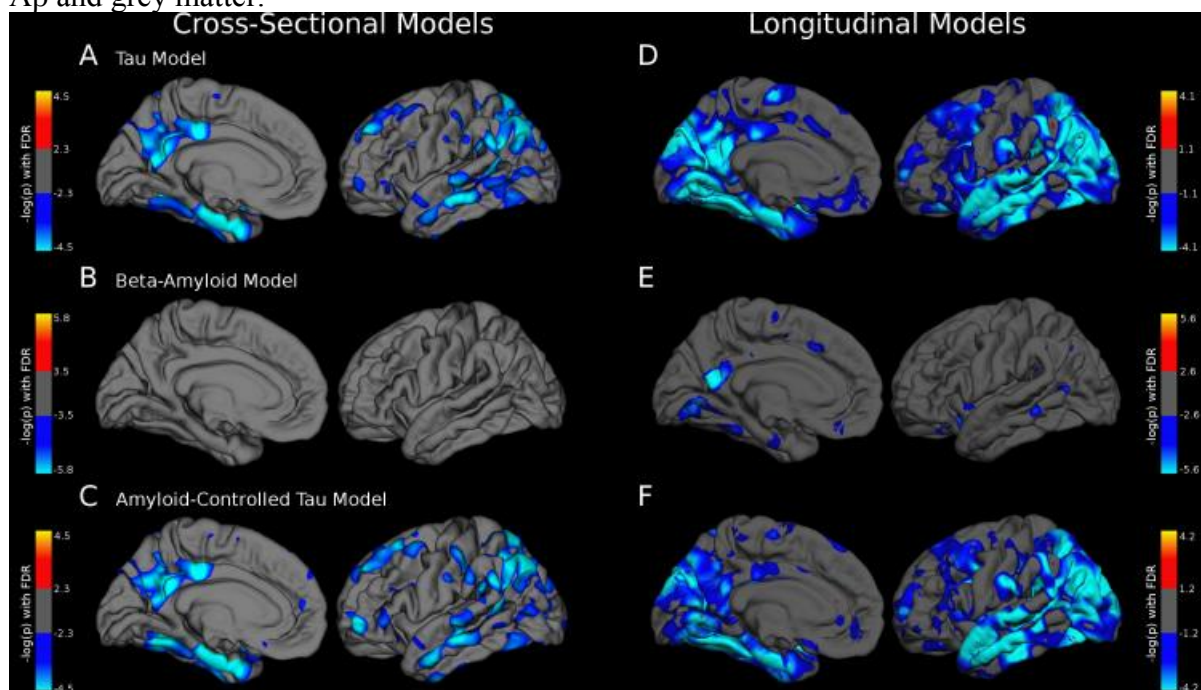 Aβ and grey matter.
Cross-Sectional Models
Longitudinal Models
A Tau Model
D
4.5
2.3
-2.3
-4.5
-log(p) with FDR
4.1
1.1
-1.1
-4.1
-log(p) with FDR
B Beta-Amyloid Model
E
5.8
3.5
-3.5
-5.8
-log(p) with FDR
5.6
2.6
-2.6
-5.6
-log(p) with FDR
C Amyloid-Controlled Tau Model
F
4.5
2.3
-2.3
-4.5
-log(p) with FDR
4.2
1.2
-1.2
-4.2
-log(p) with FDR